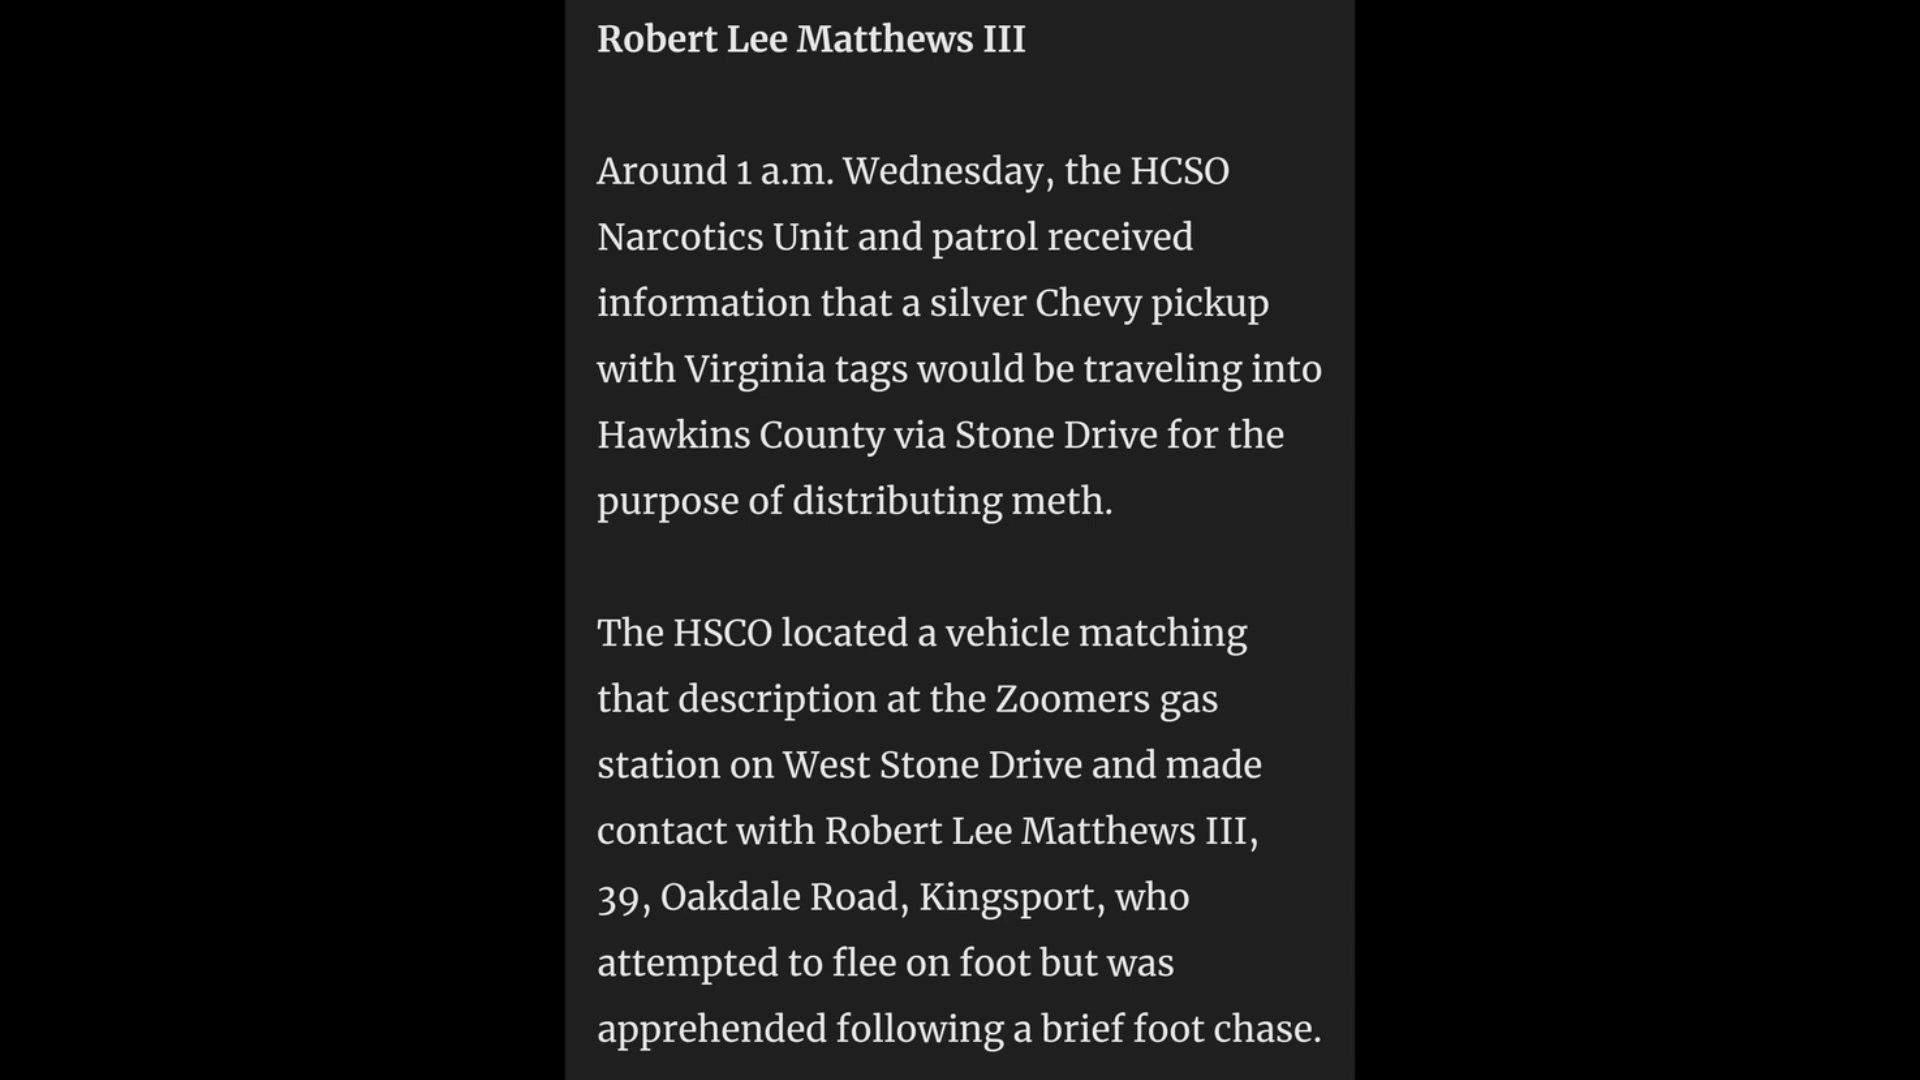 Robert Lee Matthews III
Around 1 a.m. Wednesday, the HCSO
Narcotics Unit and patrol received
information that a silver Chevy pickup
with Virginia tags would be traveling into
Hawkins County via Stone Drive for the
purpose of distributing meth.
The HSCO located a vehicle matching
that description at the Zoomers gas
station on West Stone Drive and made
contact with Robert Lee Matthews III,
39, Oakdale Road, Kingsport, who
attempted to flee on foot but was
apprehended following a brief foot chase.